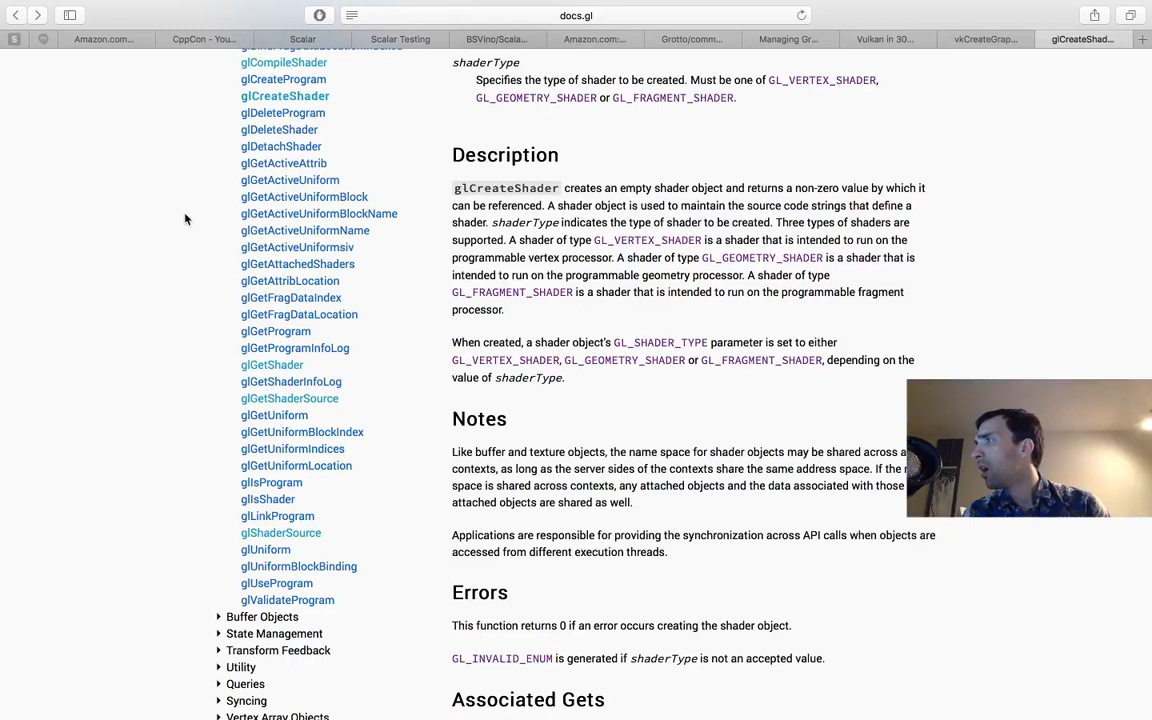 docs.gl
S
Amazon.com...
CppCon - You...
Scalar
Scalar Testing
BSVino/Scala...
Amazon.com:...
Grotto/comm...
Managing Gr...
Vulkan in 30...
vkCreateGrap...
glCreateShad...
glCompileShader
glCreateProgram
glCreateShader
glDeleteProgram
glDeleteShader
glDetachShader
glGetActiveAttrib
glGetActiveUniform
glGetActiveUniformBlock
glGetActiveUniformBlockName
glGetActiveUniformName
glGetActiveUniformsiv
glGetAttachedShaders
glGetAttribLocation
glGetFragDataIndex
glGetFragDataLocation
glGetProgram
glGetProgramInfoLog
glGetShader
glGetShaderInfoLog
glGetShaderSource
glGetUniform
glGetUniformBlockIndex
glGetUniformIndices
glGetUniformLocation
glIsProgram
glIsShader
glLinkProgram
glShaderSource
glUniform
glUniformBlockBinding
glUseProgram
glValidateProgram
Buffer Objects
State Management
Transform Feedback
Utility
Queries
Syncing
Vertex Array Objects
shaderType
Specifies the type of shader to be created. Must be one of GL_VERTEX_SHADER,
GL_GEOMETRY_SHADER or GL_FRAGMENT_SHADER.
Description
glCreateShader creates an empty shader object and returns a non-zero value by which it
can be referenced. A shader object is used to maintain the source code strings that define a
shader. shaderType indicates the type of shader to be created. Three types of shaders are
supported. A shader of type GL_VERTEX_SHADER is a shader that is intended to run on the
programmable vertex processor. A shader of type GL_GEOMETRY_SHADER is a shader that is
intended to run on the programmable geometry processor. A shader of type
GL_FRAGMENT_SHADER is a shader that is intended to run on the programmable fragment
processor.
When created, a shader object's GL_SHADER_TYPE parameter is set to either
GL_VERTEX_SHADER, GL_GEOMETRY_SHADER or GL_FRAGMENT_SHADER, depending on the
value of shaderType.
Notes
Like buffer and texture objects, the name space for shader objects may be shared across a
contexts, as long as the server sides of the contexts share the same address space. If the
space is shared across contexts, any attached objects and the data associated with those
attached objects are shared as well.
Applications are responsible for providing the synchronization across API calls when objects are
accessed from different execution threads.
Errors
This function returns 0 if an error occurs creating the shader object.
GL_INVALID_ENUM is generated if shaderType is not an accepted value.
Associated Gets